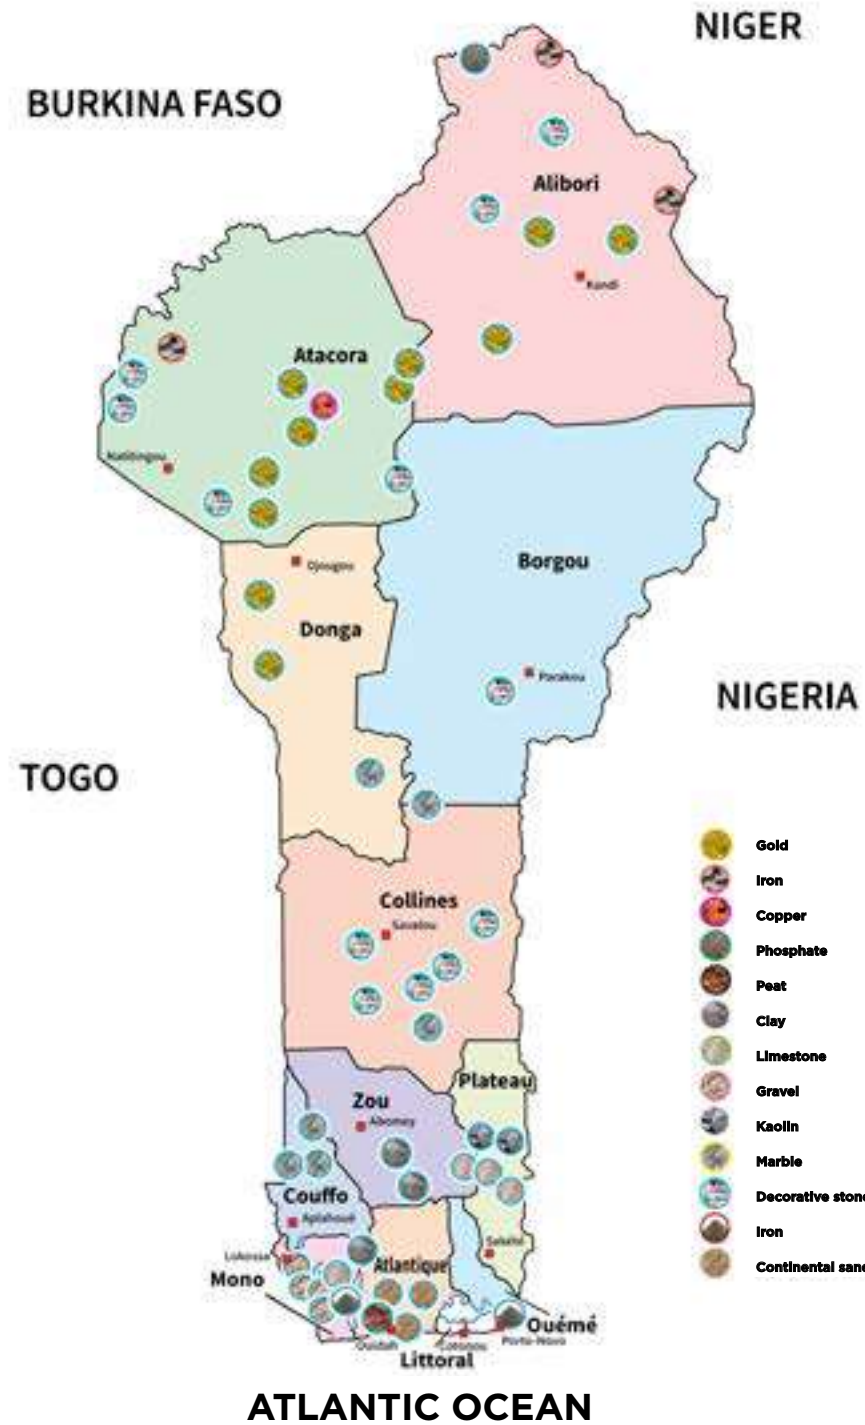 NIGER
BURKINA FASO
Alibori
Kandi
Atacora
Natitingou
Borgou
Djougou
Donga
Parakou
NIGERIA
TOGO
Gold
Iron
Copper
Phosphate
Peat
Clay
Limestone
Gravel
Kaolin
Marble
Decorative stone
Iron
Continental sand
Collines
Savalou
Plateau
Zou
Abomey
Couffo
Aplahoué
Sakété
Lokossa
Atlantique
Mono
Ouémé
Porto-Novo
Ouidah
Cotonou
Littoral
ATLANTIC OCEAN